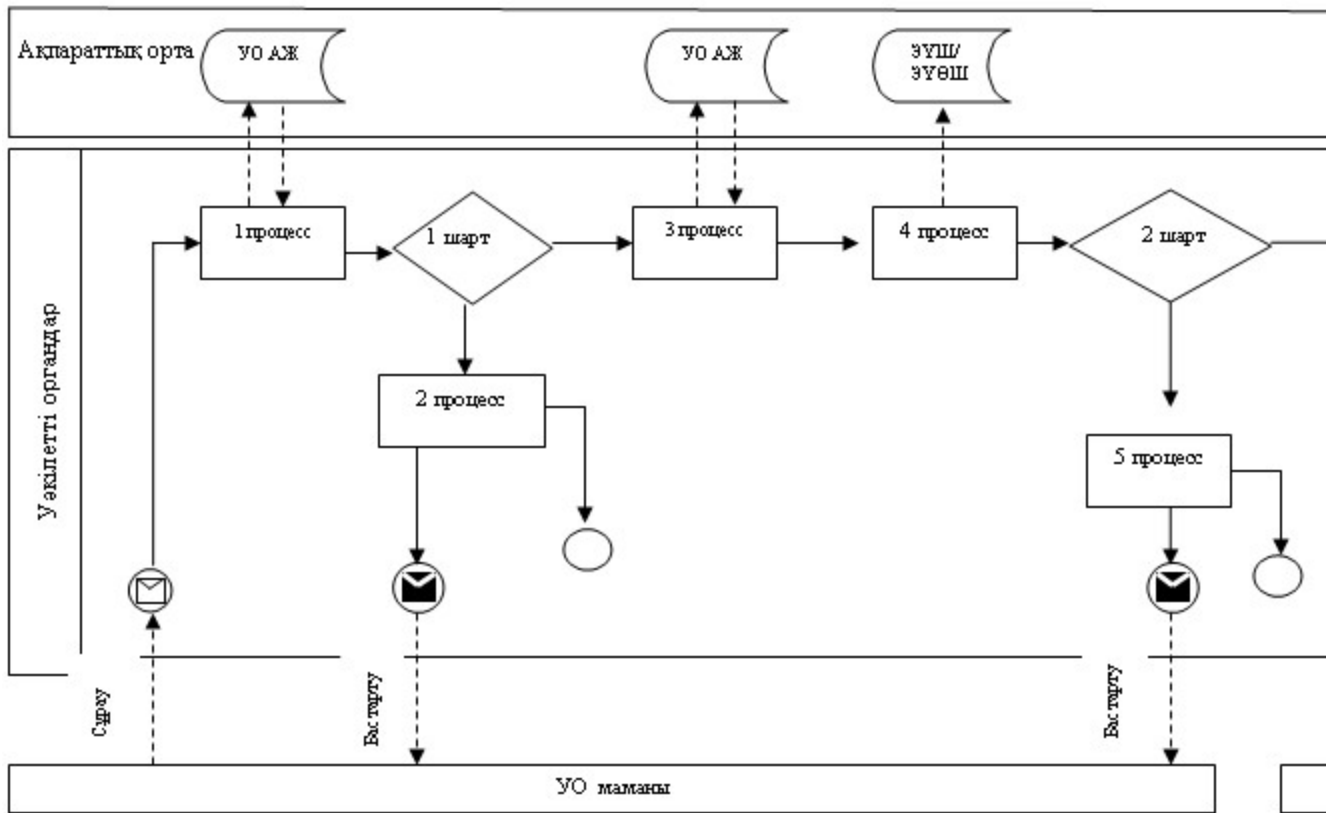 Ақпараттық орта
УО АЖ
УО АЖ
ЭҮШ/
ЭҮӨШ
1 процесс
1 шарт
3 процесс
4 процесс
2 шарт
2 процесс
5 процесс
Уәкілетті органдар
Сұрау
Бас тарту
Бас тарту
УО маманы